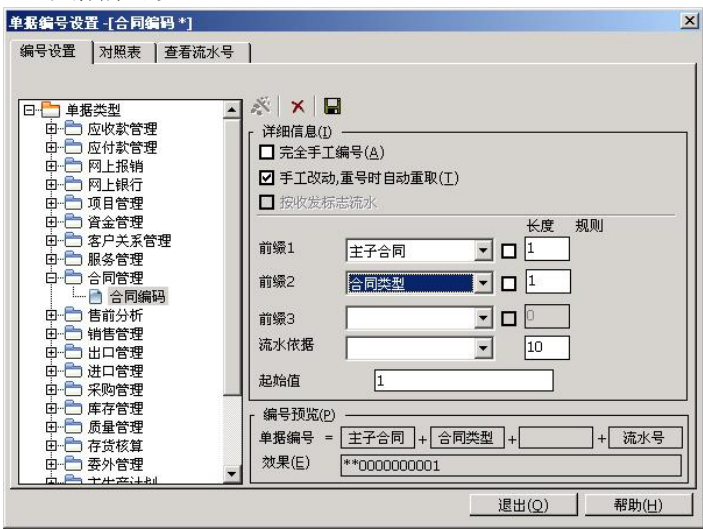 单据编号设置 -[合同编码 *]
编号设置 对照表 查看流水号
单据类型
应收款管理
应付款管理
网上报销
网上银行
项目管理
资金管理
客户关系管理
服务管理
合同管理
合同编码
售前分析
销售管理
出口管理
进口管理
采购管理
库存管理
质量管理
存货核算
委外管理
主生产计划
详细信息(I)
完全手工编号(A)
手工改动,重号时自动重取(T)
按收发标志流水
长度 规则
前缀1 主子合同 1
前缀2 合同类型 1
前缀3 0
流水依据 10
起始值 1
编号预览(P)
单据编号 = 主子合同 + 合同类型 + + 流水号
效果(E) **0000000001
退出(Q) 帮助(H)